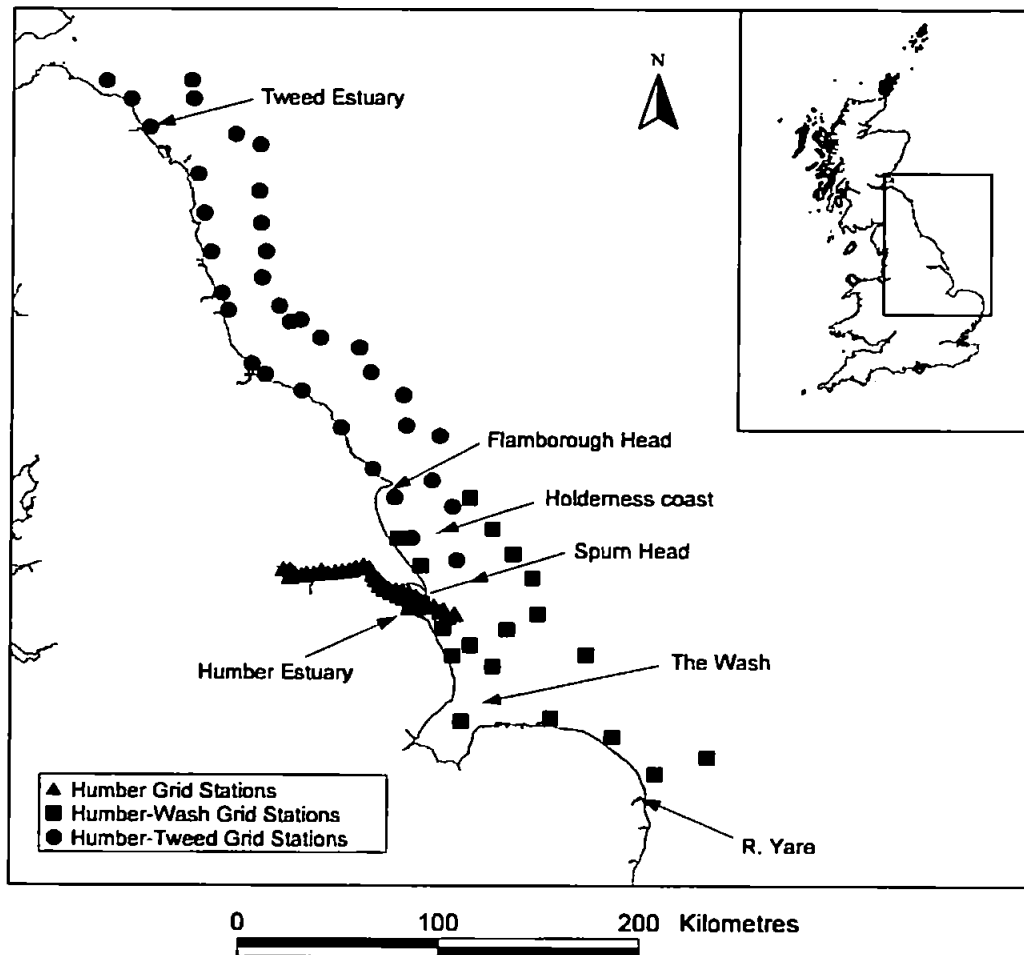 N
Tweed Estuary
Flamborough Head
Holderness coast
Spurn Head
Humber Estuary
The Wash
Humber Grid Stations
Humber-Wash Grid Stations
Humber-Tweed Grid Stations
R. Yare
0 100 200 Kilometres